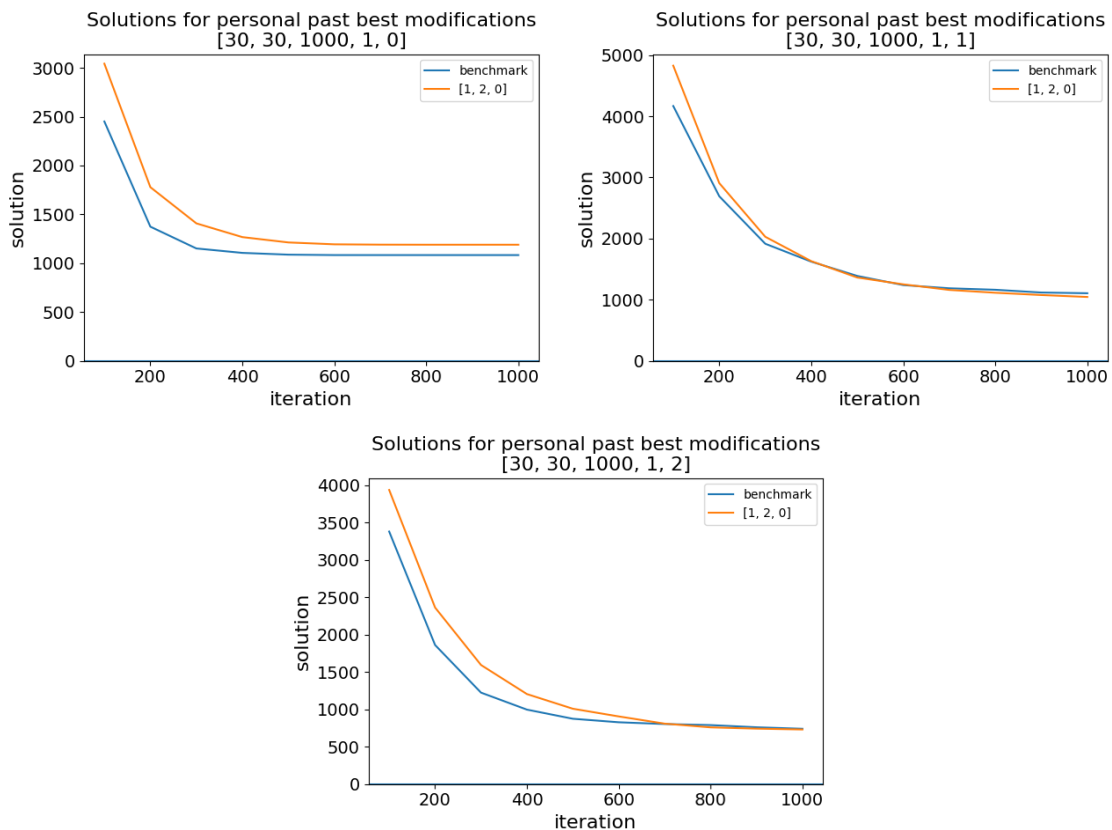 Solutions for personal past best modifications
[30, 30, 1000, 1, 0]
3000
2500
2000
1500
1000
500
0
solution
benchmark
[1, 2, 0]
200
400
600
800
1000
iteration
Solutions for personal past best modifications
[30, 30, 1000, 1, 1]
5000
4000
3000
2000
1000
0
solution
benchmark
[1, 2, 0]
200
400
600
800
1000
iteration
Solutions for personal past best modifications
[30, 30, 1000, 1, 2]
4000
3500
3000
2500
2000
1500
1000
500
0
solution
benchmark
[1, 2, 0]
200
400
600
800
1000
iteration